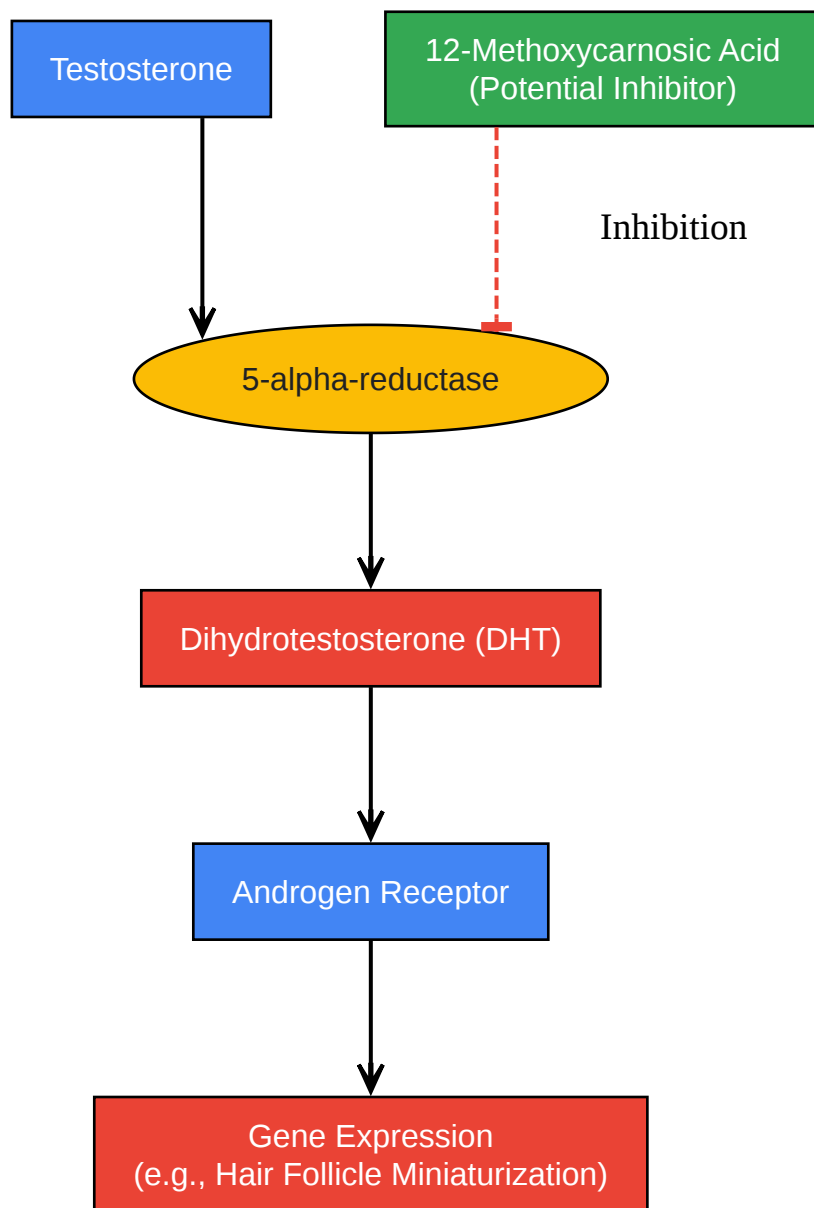 Testosterone
12-Methoxycarnosic Acid
(Potential Inhibitor)
Inhibition
5-alpha-reductase
Dihydrotestosterone (DHT)
Androgen Receptor
Gene Expression
(e.g., Hair Follicle Miniaturization)